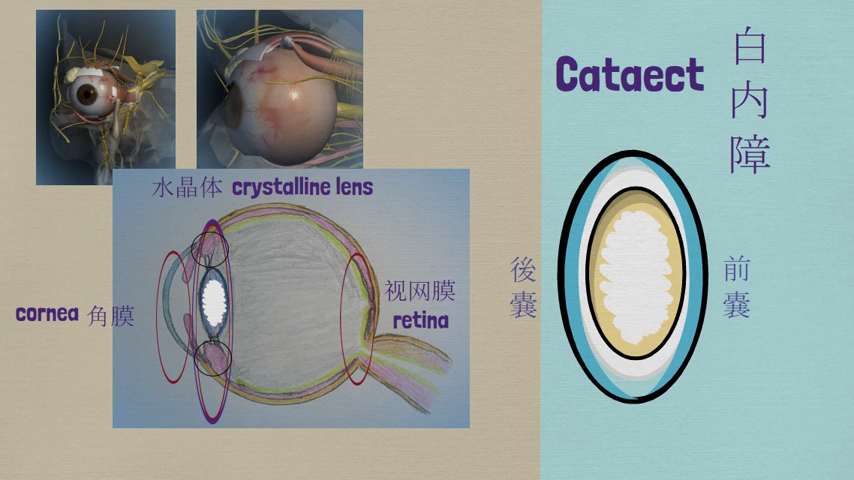 水晶体 crystalline lens
cornea 角膜
视网膜
retina
Cataect
白内障
後囊
前囊